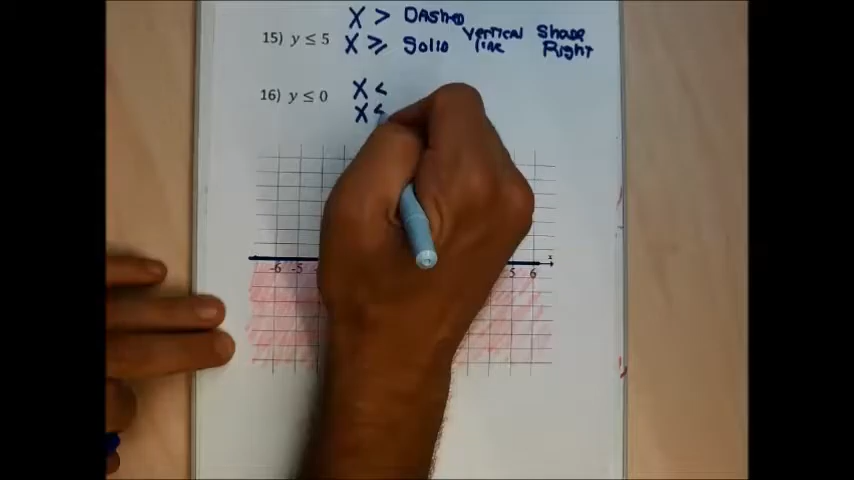 X > Dashed
15) y ≤ 5 X ≥ Solid Vertical line Shade Right
16) y ≤ 0 X <
X <
x
-6 -5 5 6